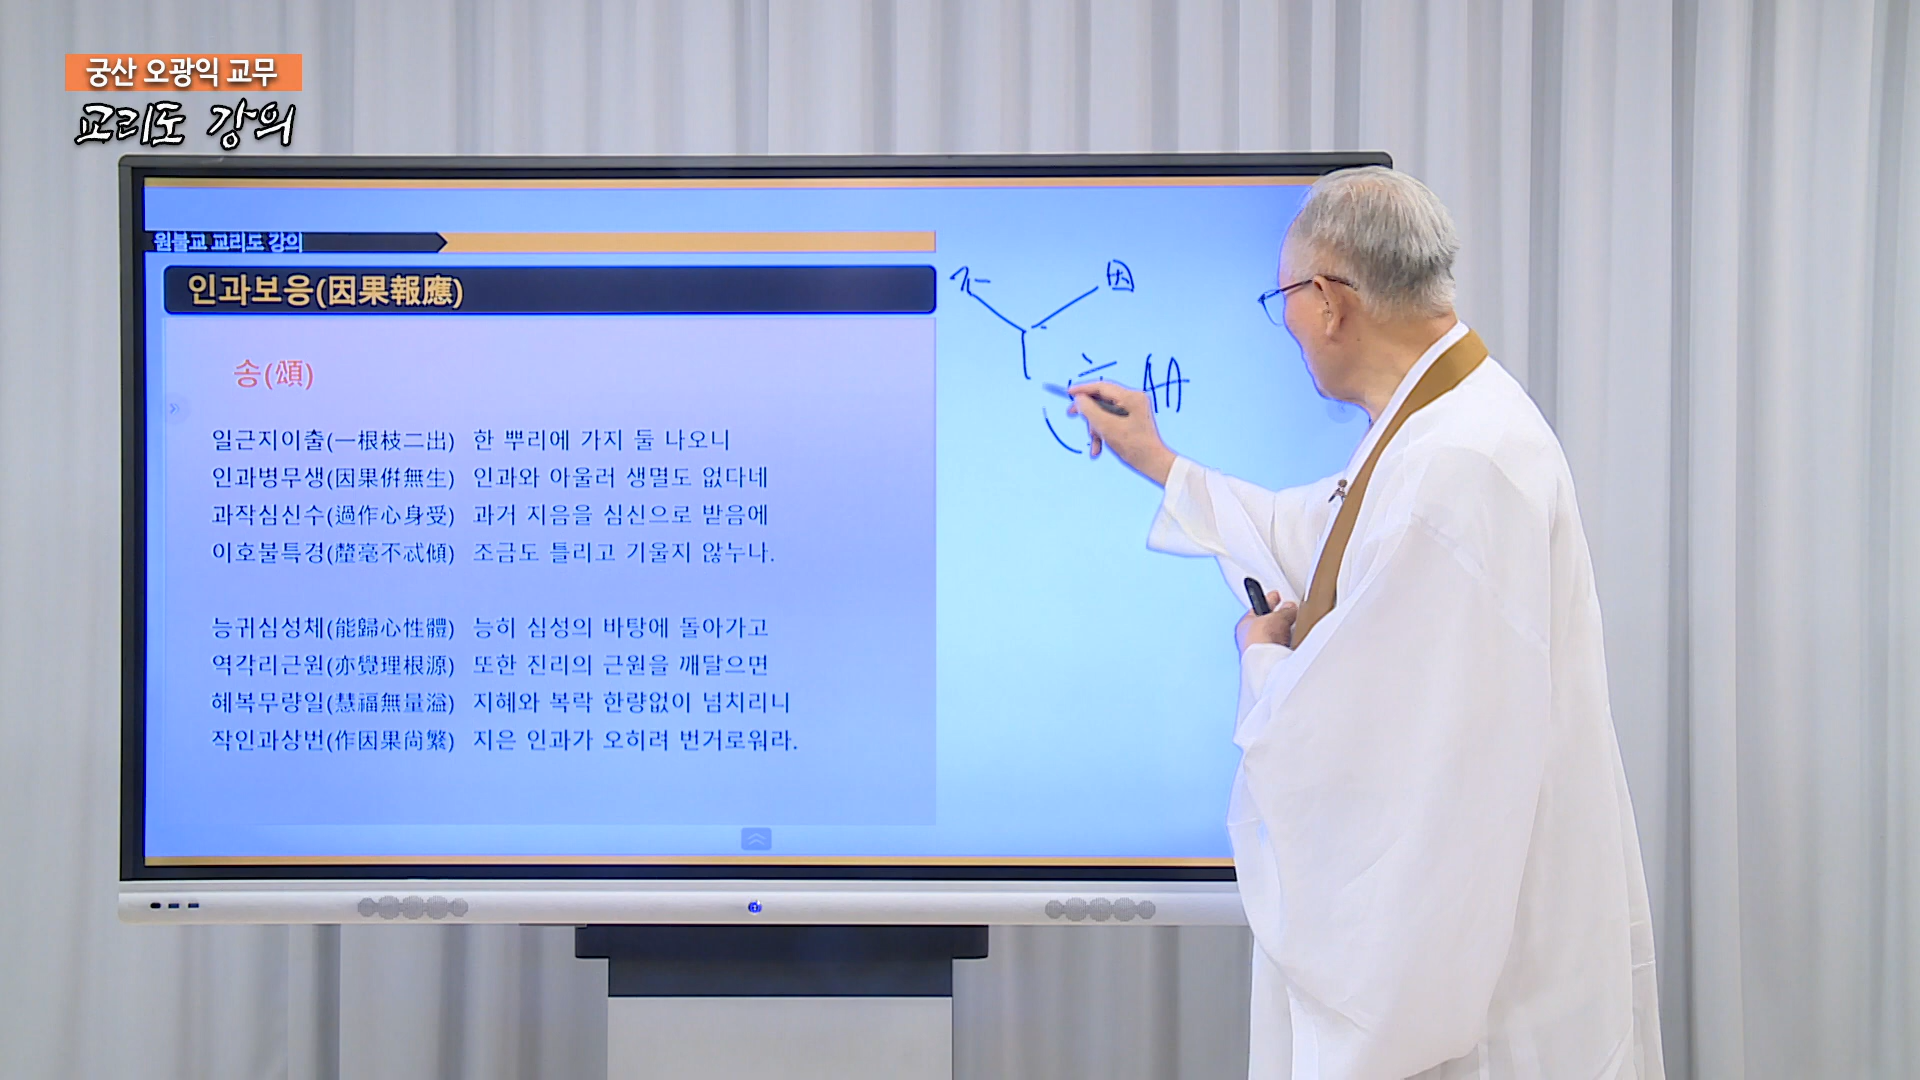 궁산 오광익 교무
교리도 강의
원불교 교리도 강의
인과보응(因果報應)
송(頌)
일근지이출(一根枝二出) 한 뿌리에 가지 둘 나오니
인과병무생(因果倂無生) 인과와 아울러 생멸도 없다네
과작심신수(過作心身受) 과거 지음을 심신으로 받음에
이호불특경(釐毫不忒傾) 조금도 틀리고 기울지 않누나.
능귀심성체(能歸心性體) 능히 심성의 바탕에 돌아가고
역각리근원(亦覺理根源) 또한 진리의 근원을 깨달으면
혜복무량일(慧福無量溢) 지혜와 복락 한량없이 넘치리니
작인과상번(作因果尙繁) 지은 인과가 오히려 번거로워라.
因